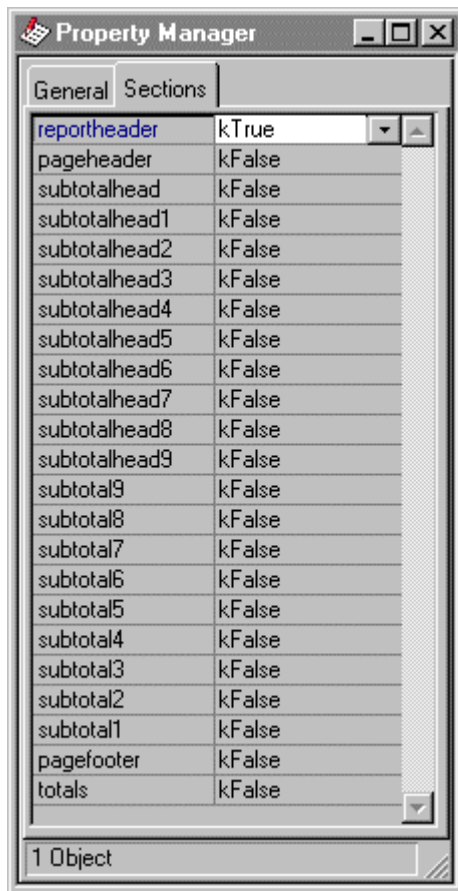 Property Manager
General Sections
reportheader kTrue
pageheader kFalse
subtotalhead kFalse
subtotalhead1 kFalse
subtotalhead2 kFalse
subtotalhead3 kFalse
subtotalhead4 kFalse
subtotalhead5 kFalse
subtotalhead6 kFalse
subtotalhead7 kFalse
subtotalhead8 kFalse
subtotalhead9 kFalse
subtotal9 kFalse
subtotal8 kFalse
subtotal7 kFalse
subtotal6 kFalse
subtotal5 kFalse
subtotal4 kFalse
subtotal3 kFalse
subtotal2 kFalse
subtotal1 kFalse
pagefooter kFalse
totals kFalse
1 Object